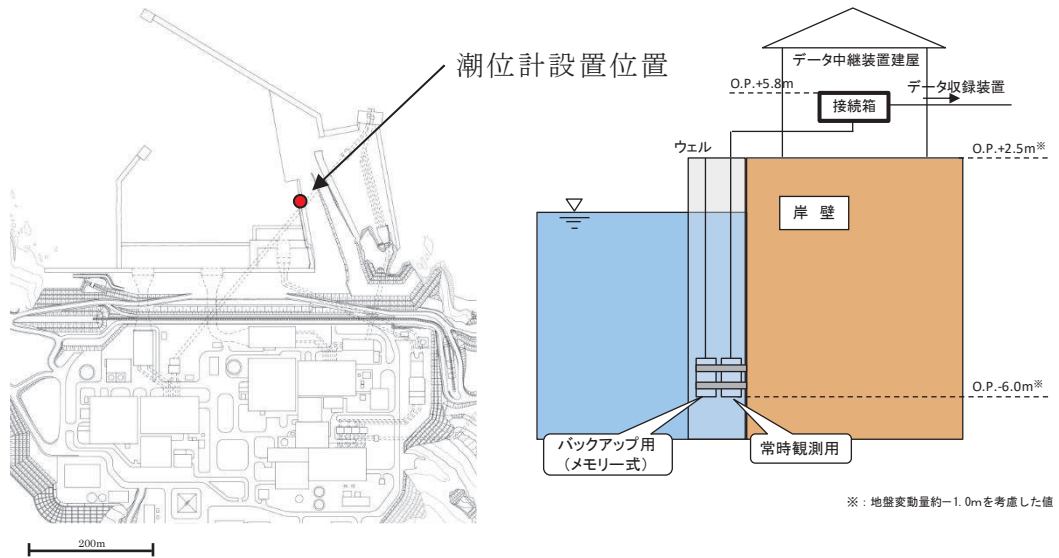 潮位計設置位置
200m
データ中継装置建屋
O.P.+5.8m
接続箱
データ収録装置
ウェル
O.P.+2.5m※
岸 壁
O.P.-6.0m※
バックアップ用
(メモリー式)
常時観測用
※:地盤変動量約-1.0mを考慮した値